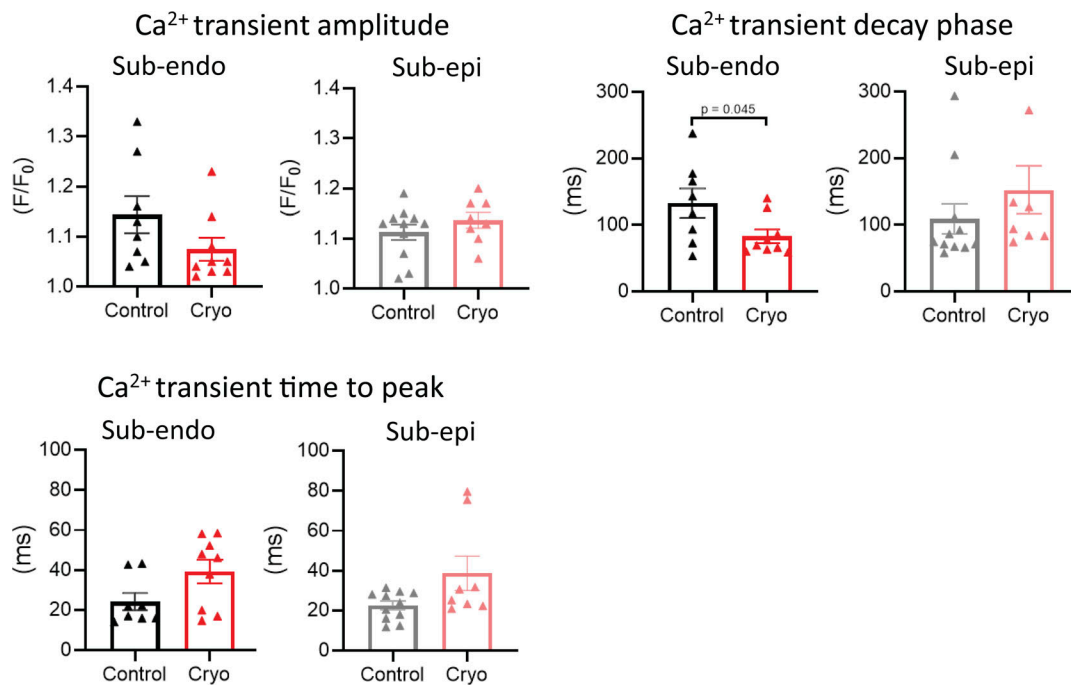 Ca²⁺ transient amplitude
Sub-endo
(F/F₀)
1.4
1.3
1.2
1.1
1.0
Control Cryo
Sub-epi
(F/F₀)
1.4
1.3
1.2
1.1
1.0
Control Cryo
Ca²⁺ transient decay phase
Sub-endo
(ms)
300
200
100
0
p = 0.045
Control Cryo
Sub-epi
(ms)
300
200
100
0
Control Cryo
Ca²⁺ transient time to peak
Sub-endo
(ms)
100
80
60
40
20
0
Control Cryo
Sub-epi
(ms)
100
80
60
40
20
0
Control Cryo